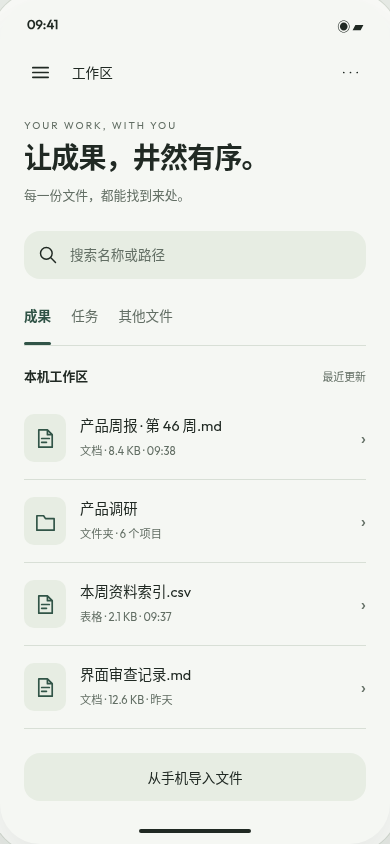 09:41
工作区
···
YOUR WORK, WITH YOU
让成果，井然有序。
每一份文件，都能找到来处。
搜索名称或路径
成果 任务 其他文件
本机工作区 最近更新
产品周报 · 第 46 周.md
文档 · 8.4 KB · 09:38
产品调研
文件夹 · 6 个项目
本周资料索引.csv
表格 · 2.1 KB · 09:37
界面审查记录.md
文档 · 12.6 KB · 昨天
从手机导入文件